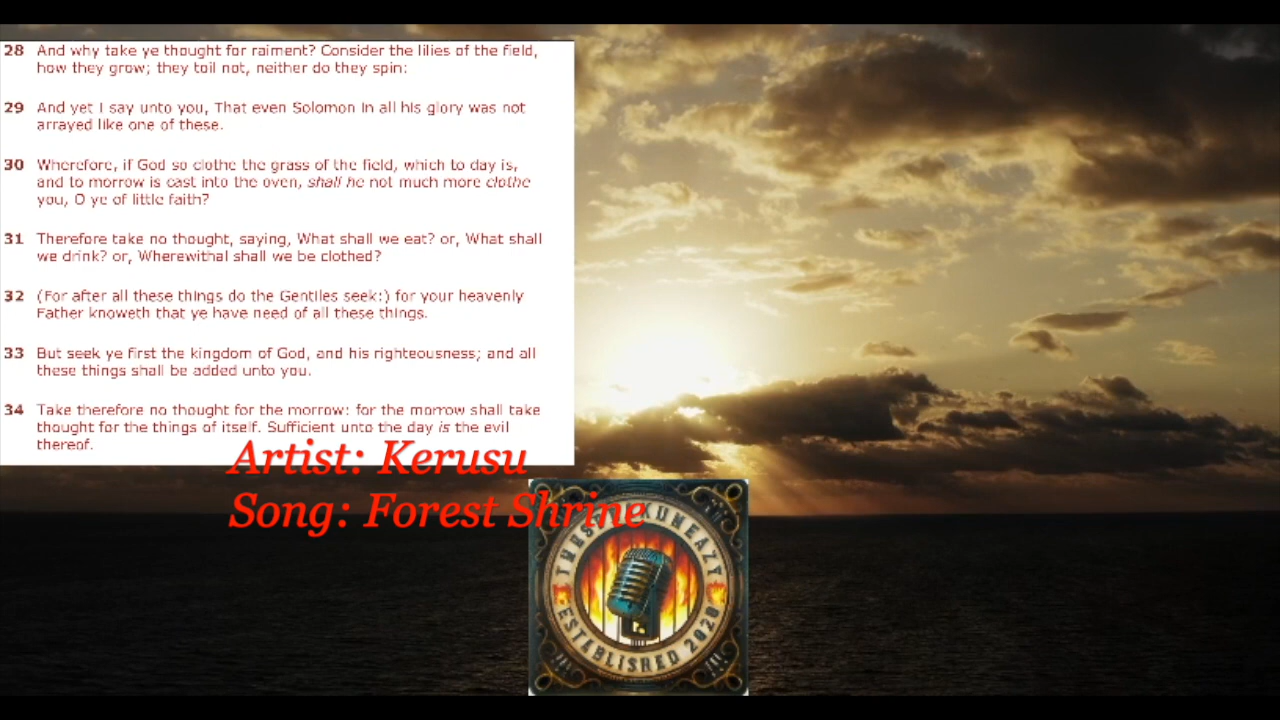 28 And why take ye thought for raiment? Consider the lilies of the field,
how they grow; they toil not, neither do they spin:
29 And yet I say unto you, That even Solomon in all his glory was not
arrayed like one of these.
30 Wherefore, if God so clothe the grass of the field, which to day is,
and to morrow is cast into the oven, shall he not much more clothe
you, O ye of little faith?
31 Therefore take no thought, saying, What shall we eat? or, What shall
we drink? or, Wherewithal shall we be clothed?
32 (For after all these things do the Gentiles seek:) for your heavenly
Father knoweth that ye have need of all these things.
33 But seek ye first the kingdom of God, and his righteousness; and all
these things shall be added unto you.
34 Take therefore no thought for the morrow: for the morrow shall take
thought for the things of itself. Sufficient unto the day is the evil
thereof.
Artist: Kerusu
Song: Forest Shrine
ESTABLISRED 2020